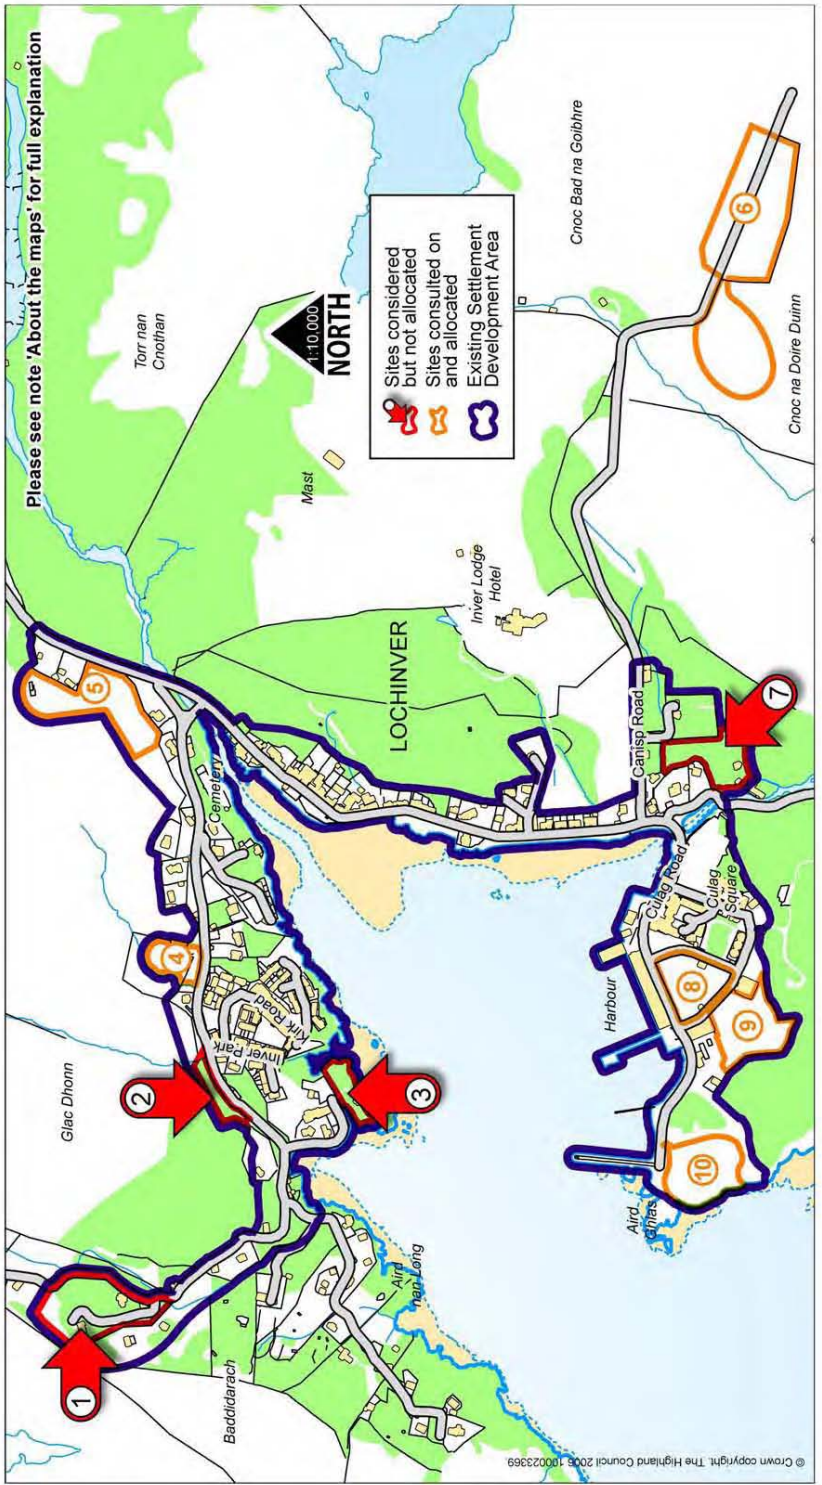 Please see note 'About the maps' for full explanation
Torr nan
Cnothan
1:10,000
NORTH
Sites considered
but not allocated
Sites consulted on
and allocated
Existing Settlement
Development Area
Cnoc Bad na Goibhre
6
Cnoc na Doire Duinn
Mast
Inver Lodge
Hotel
LOCHINVER
5
Cemetery
Canisp Road
7
4
Glac Dhonn
2
Inver Park
Kirk Road
3
Culag Road
Culag
Square
Harbour
8
9
10
Aird
Ghlas
1
Baddidarach
Aird
nan Long
© Crown copyright. The Highland Council 2006 100023369.